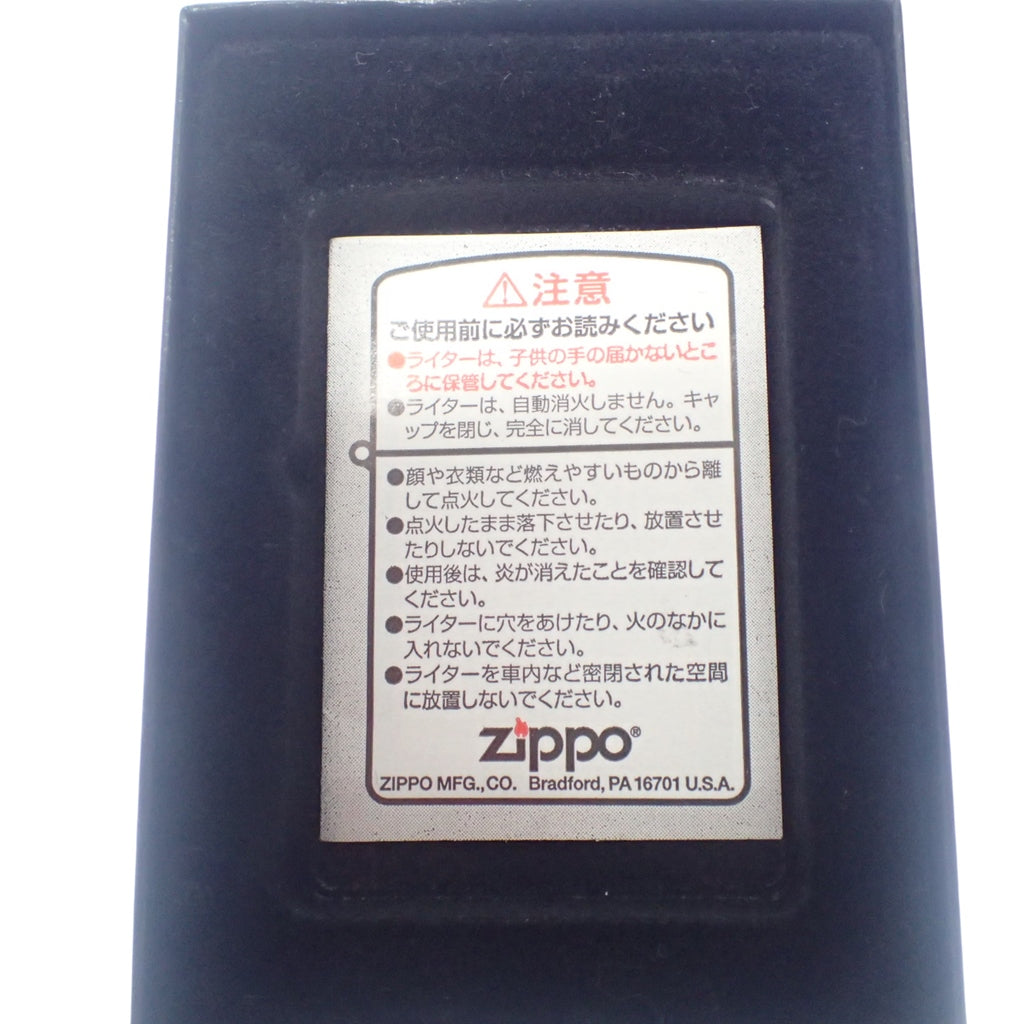 ⚠注意
ご使用前に必ずお読みください
●ライターは、子供の手の届かないとこ
ろに保管してください。
●ライターは、自動消火しません。キャ
ップを閉じ、完全に消してください。
●顔や衣類など燃えやすいものから離
して点火してください。
●点火したまま落下させたり、放置させ
たりしないでください。
●使用後は、炎が消えたことを確認して
ください。
●ライターに穴をあけたり、火のなかに
入れないでください。
●ライターを車内など密閉された空間
に放置しないでください。
zippo®
ZIPPO MFG., CO. Bradford, PA 16701 U.S.A.